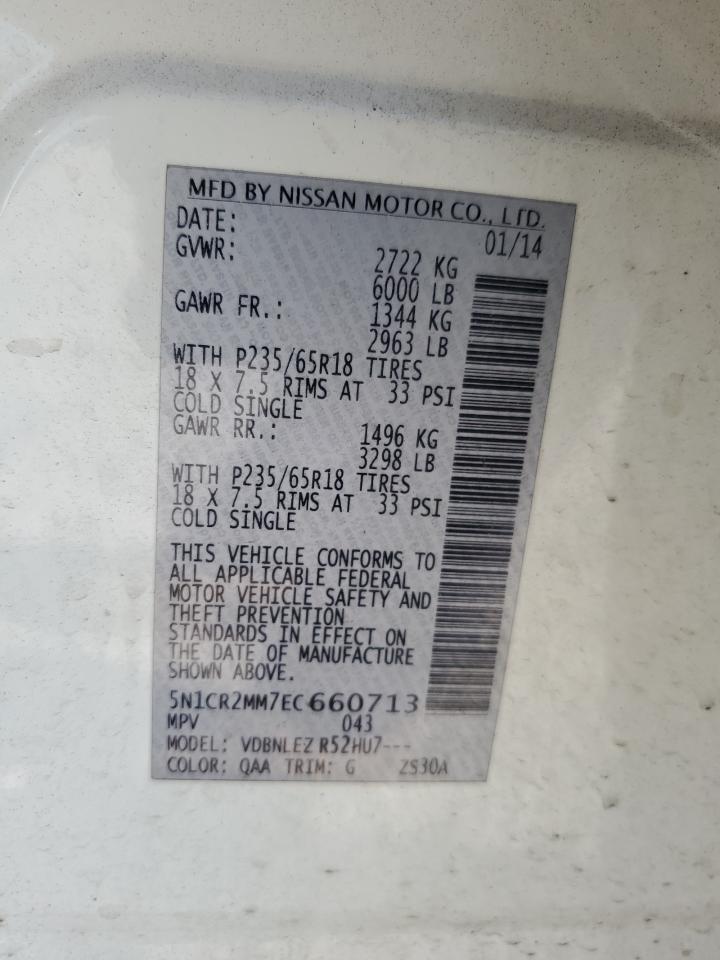 MFD BY NISSAN MOTOR CO., LTD.
DATE: 01/14
GVWR: 2722 KG
6000 LB
GAWR FR.: 1344 KG
2963 LB
WITH P235/65R18 TIRES
18 X 7.5 RIMS AT 33 PSI
COLD SINGLE
GAWR RR.: 1496 KG
3298 LB
WITH P235/65R18 TIRES
18 X 7.5 RIMS AT 33 PSI
COLD SINGLE
THIS VEHICLE CONFORMS TO
ALL APPLICABLE FEDERAL
MOTOR VEHICLE SAFETY AND
THEFT PREVENTION
STANDARDS IN EFFECT ON
THE DATE OF MANUFACTURE
SHOWN ABOVE.
5N1CR2MM7EC660713
MPV 043
MODEL: VDBNLEZ R52HU7---
COLOR: QAA TRIM: G ZS30A